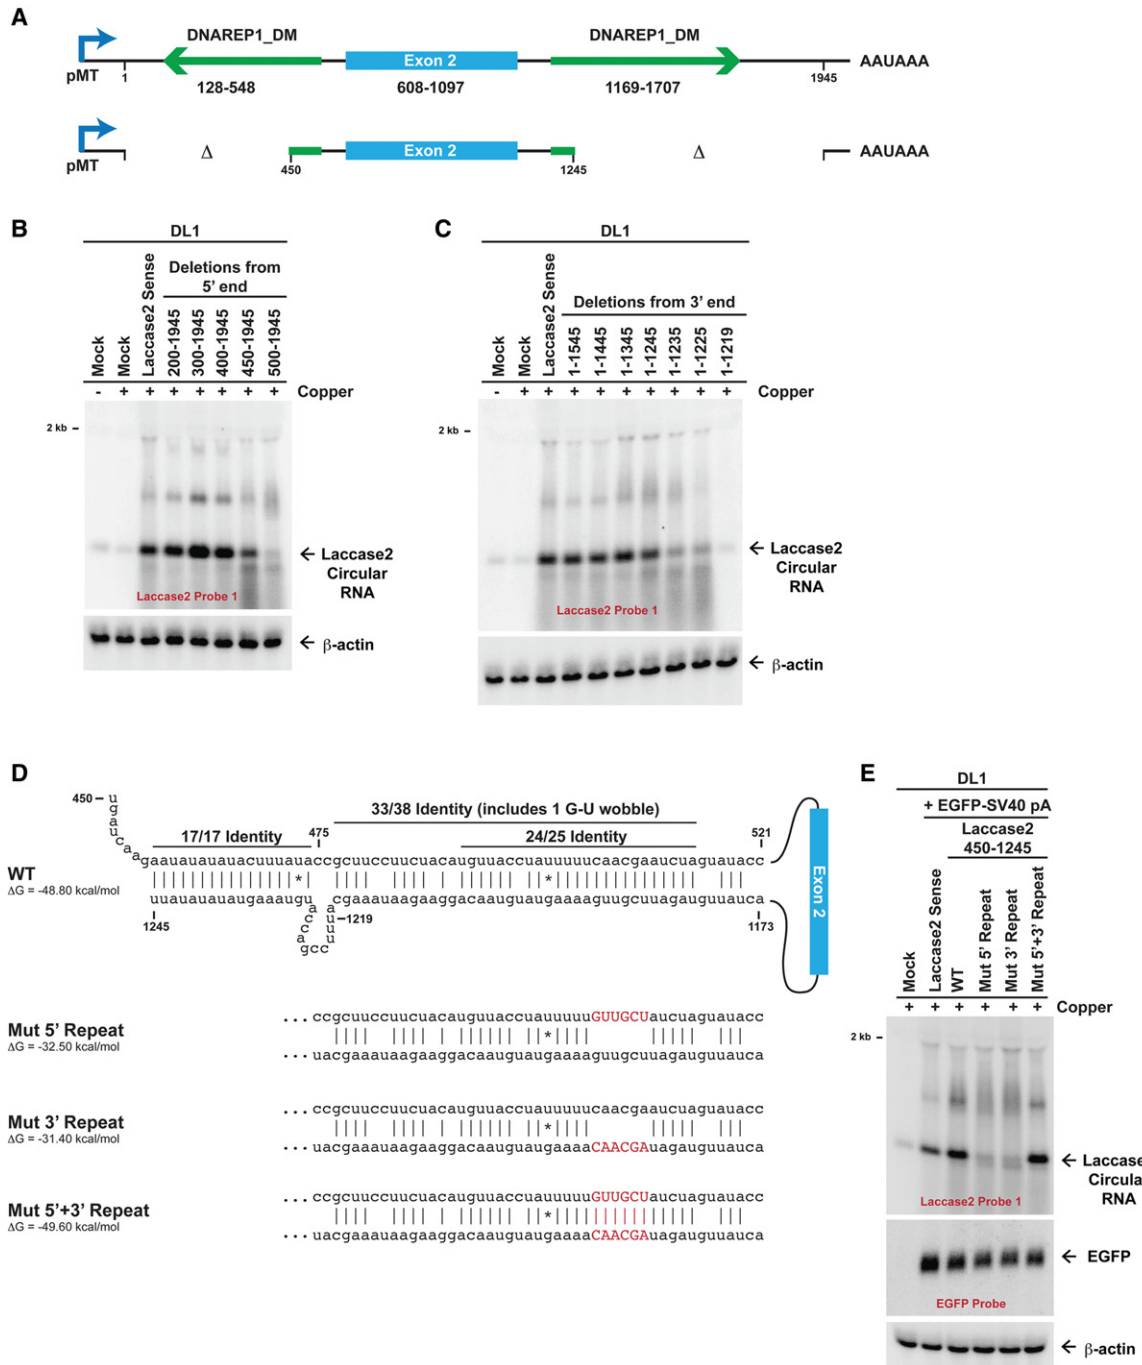 A
DNAREP1_DM DNAREP1_DM
pMT 1 Exon 2 1945 AAUAAA
128-548 608-1097 1169-1707
pMT Δ 450 Exon 2 1245 Δ AAUAAA
B
DL1
Deletions from
5' end
Mock
Mock
Laccase2 Sense
200-1945
300-1945
400-1945
450-1945
500-1945
- + + + + + + + Copper
2 kb
Laccase2
Circular
RNA
Laccase2 Probe 1
← β-actin
C
DL1
Deletions from 3' end
Mock
Mock
Laccase2 Sense
1-1545
1-1445
1-1345
1-1245
1-1235
1-1225
1-1219
- + + + + + + + + + Copper
2 kb
← Laccase2
Circular
RNA
Laccase2 Probe 1
← β-actin
D
450
33/38 Identity (includes 1 G-U wobble)
17/17 Identity 475 24/25 Identity 521
ugaucaagaauauauauacuuuauaccgcuuccuucuacauguuaccuauuuuucaacgaaucuaguauacc
WT
ΔG = -48.80 kcal/mol
1245 1219 1173
Exon 2
Mut 5' Repeat
ΔG = -32.50 kcal/mol
...ccgcuuccuucuacauguuaccuauuuuuGUUGCUaucuaguauacc
...uacgaaauaagaaggacaauguaugaaaaguugcuuagauguuauca
Mut 3' Repeat
ΔG = -31.40 kcal/mol
...ccgcuuccuucuacauguuaccuauuuuucaacgaaucuaguauacc
...uacgaaauaagaaggacaauguaugaaaaCAACGAuagauguuauca
Mut 5'+3' Repeat
ΔG = -49.60 kcal/mol
...ccgcuuccuucuacauguuaccuauuuuuGUUGCUaucuaguauacc
...uacgaaauaagaaggacaauguaugaaaaCAACGAuagauguuauca
E
DL1
+ EGFP-SV40 pA
Laccase2
450-1245
Mock
Laccase2 Sense
WT
Mut 5' Repeat
Mut 3' Repeat
Mut 5'+3' Repeat
+ + + + + + Copper
2 kb
← Laccase
Circula
RNA
Laccase2 Probe 1
← EGFP
EGFP Probe
← β-actin